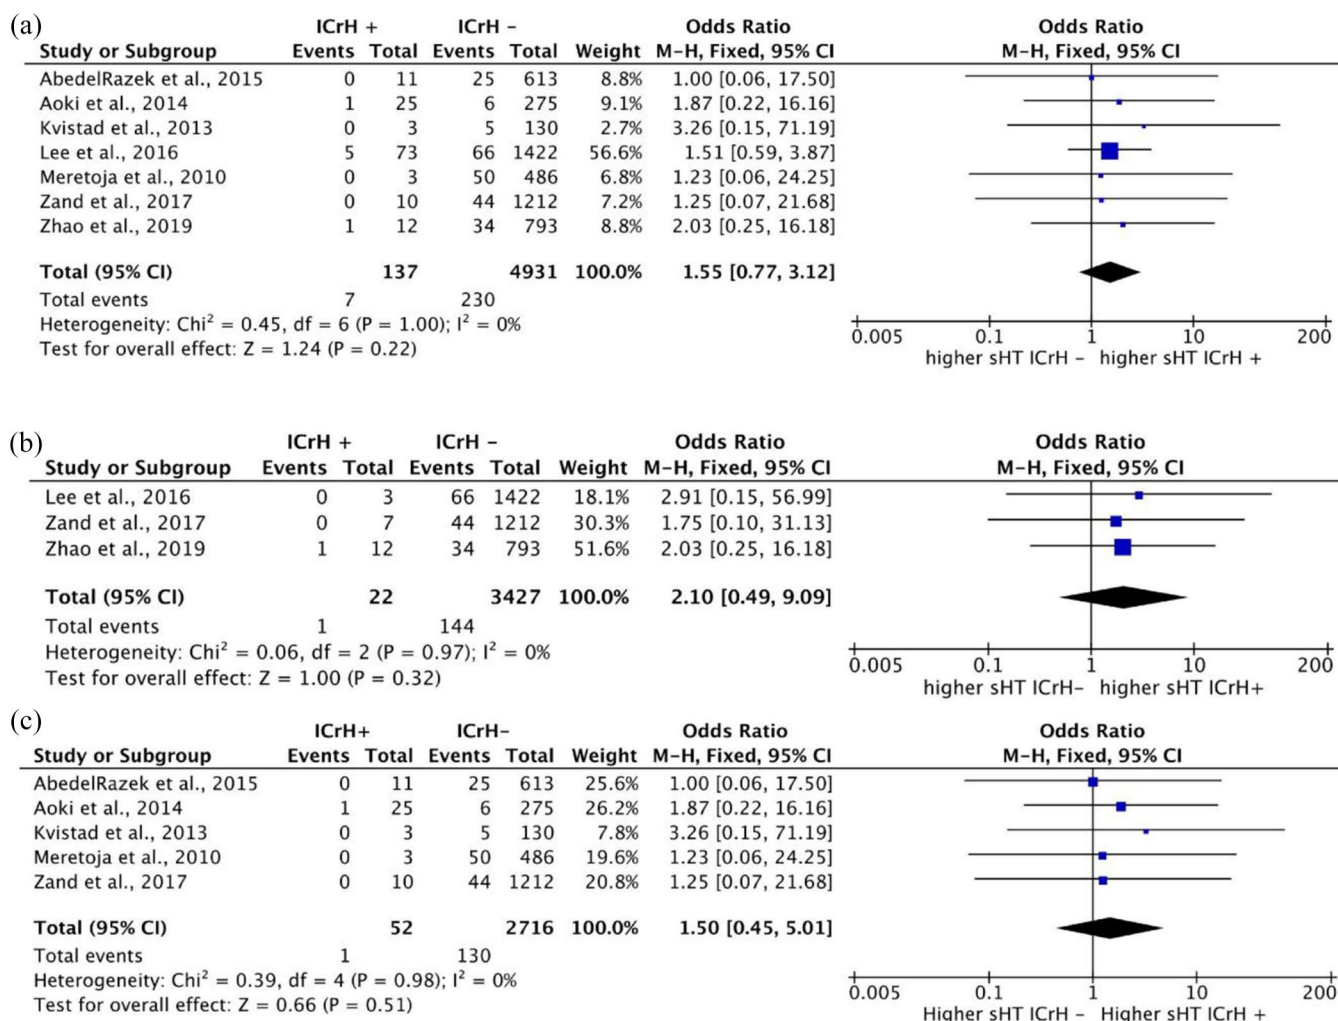 (a)
ICrH + ICrH – Odds Ratio Odds Ratio
Study or Subgroup Events Total Events Total Weight M–H, Fixed, 95% CI M–H, Fixed, 95% CI
AbedelRazek et al., 2015 0 11 25 613 8.8% 1.00 [0.06, 17.50]
Aoki et al., 2014 1 25 6 275 9.1% 1.87 [0.22, 16.16]
Kvistad et al., 2013 0 3 5 130 2.7% 3.26 [0.15, 71.19]
Lee et al., 2016 5 73 66 1422 56.6% 1.51 [0.59, 3.87]
Meretoja et al., 2010 0 3 50 486 6.8% 1.23 [0.06, 24.25]
Zand et al., 2017 0 10 44 1212 7.2% 1.25 [0.07, 21.68]
Zhao et al., 2019 1 12 34 793 8.8% 2.03 [0.25, 16.18]
Total (95% CI) 137 4931 100.0% 1.55 [0.77, 3.12]
Total events 7 230
Heterogeneity: Chi² = 0.45, df = 6 (P = 1.00); I² = 0%
Test for overall effect: Z = 1.24 (P = 0.22)
0.005 0.1 1 10 200
higher sHT ICrH – higher sHT ICrH +
(b)
ICrH + ICrH – Odds Ratio Odds Ratio
Study or Subgroup Events Total Events Total Weight M–H, Fixed, 95% CI M–H, Fixed, 95% CI
Lee et al., 2016 0 3 66 1422 18.1% 2.91 [0.15, 56.99]
Zand et al., 2017 0 7 44 1212 30.3% 1.75 [0.10, 31.13]
Zhao et al., 2019 1 12 34 793 51.6% 2.03 [0.25, 16.18]
Total (95% CI) 22 3427 100.0% 2.10 [0.49, 9.09]
Total events 1 144
Heterogeneity: Chi² = 0.06, df = 2 (P = 0.97); I² = 0%
Test for overall effect: Z = 1.00 (P = 0.32)
0.005 0.1 1 10 200
higher sHT ICrH– higher sHT ICrH+
(c)
ICrH+ ICrH– Odds Ratio Odds Ratio
Study or Subgroup Events Total Events Total Weight M–H, Fixed, 95% CI M–H, Fixed, 95% CI
AbedelRazek et al., 2015 0 11 25 613 25.6% 1.00 [0.06, 17.50]
Aoki et al., 2014 1 25 6 275 26.2% 1.87 [0.22, 16.16]
Kvistad et al., 2013 0 3 5 130 7.8% 3.26 [0.15, 71.19]
Meretoja et al., 2010 0 3 50 486 19.6% 1.23 [0.06, 24.25]
Zand et al., 2017 0 10 44 1212 20.8% 1.25 [0.07, 21.68]
Total (95% CI) 52 2716 100.0% 1.50 [0.45, 5.01]
Total events 1 130
Heterogeneity: Chi² = 0.39, df = 4 (P = 0.98); I² = 0%
Test for overall effect: Z = 0.66 (P = 0.51)
0.005 0.1 1 10 200
Higher sHT ICrH – Higher sHT ICrH +